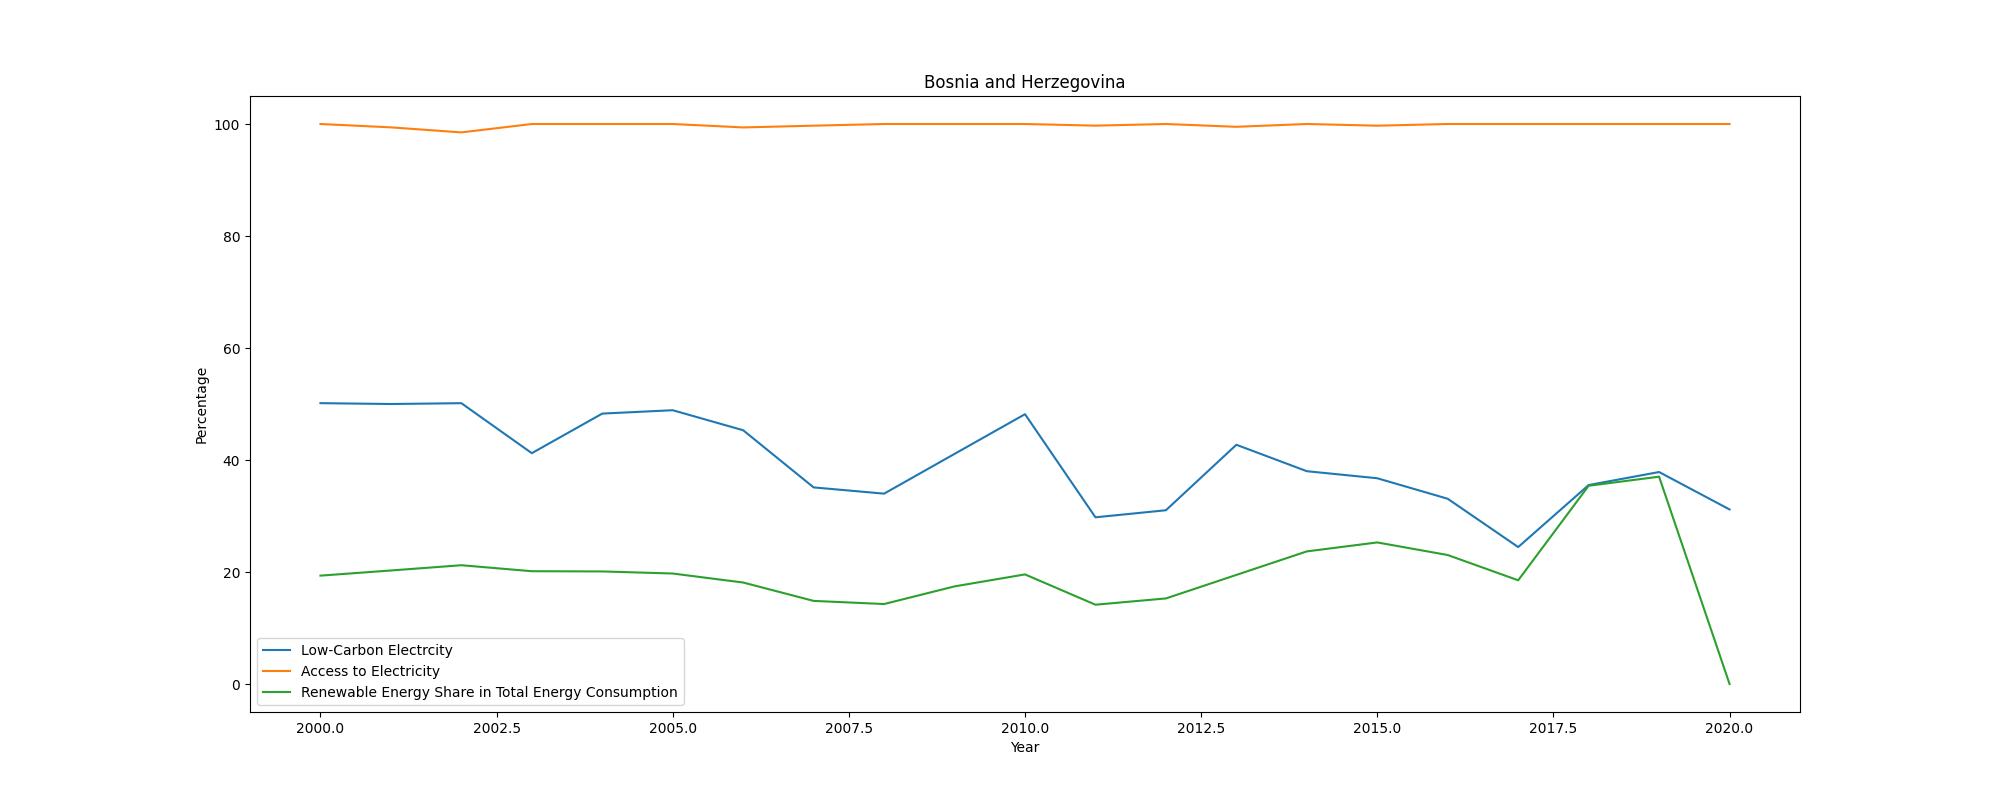 Bosnia and Herzegovina
100
80
60
40
20
0
Percentage
Low-Carbon Electrcity
Access to Electricity
Renewable Energy Share in Total Energy Consumption
2000.0 2002.5 2005.0 2007.5 2010.0 2012.5 2015.0 2017.5 2020.0
Year